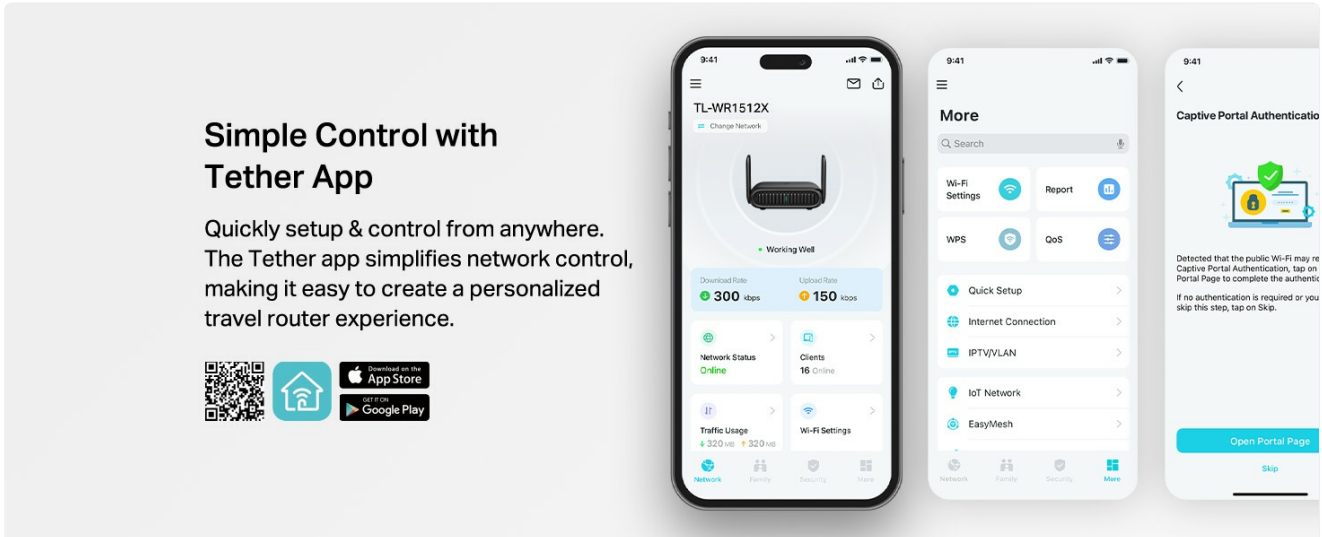 Simple Control with
Tether App
Quickly setup & control from anywhere.
The Tether app simplifies network control,
making it easy to create a personalized
travel router experience.
Download on the
App Store
GET IT ON
Google Play
9:41
TL-WR1512X
Change Network
Working Well
Download Rate
Upload Rate
300 kbps
150 kbps
Network Status
Online
Clients
16 Online
Traffic Usage
320 MB 320 MB
Wi-Fi Settings
Network
Family
Security
More
9:41
More
Search
Wi-Fi
Settings
Report
WPS
QoS
Quick Setup
Internet Connection
IPTV/VLAN
IoT Network
EasyMesh
Network
Family
Security
More
9:41
Captive Portal Authenticatio
Detected that the public Wi-Fi may re
Captive Portal Authentication, tap on
Portal Page to complete the authentic
If no authentication is required or you
skip this step, tap on Skip.
Open Portal Page
Skip